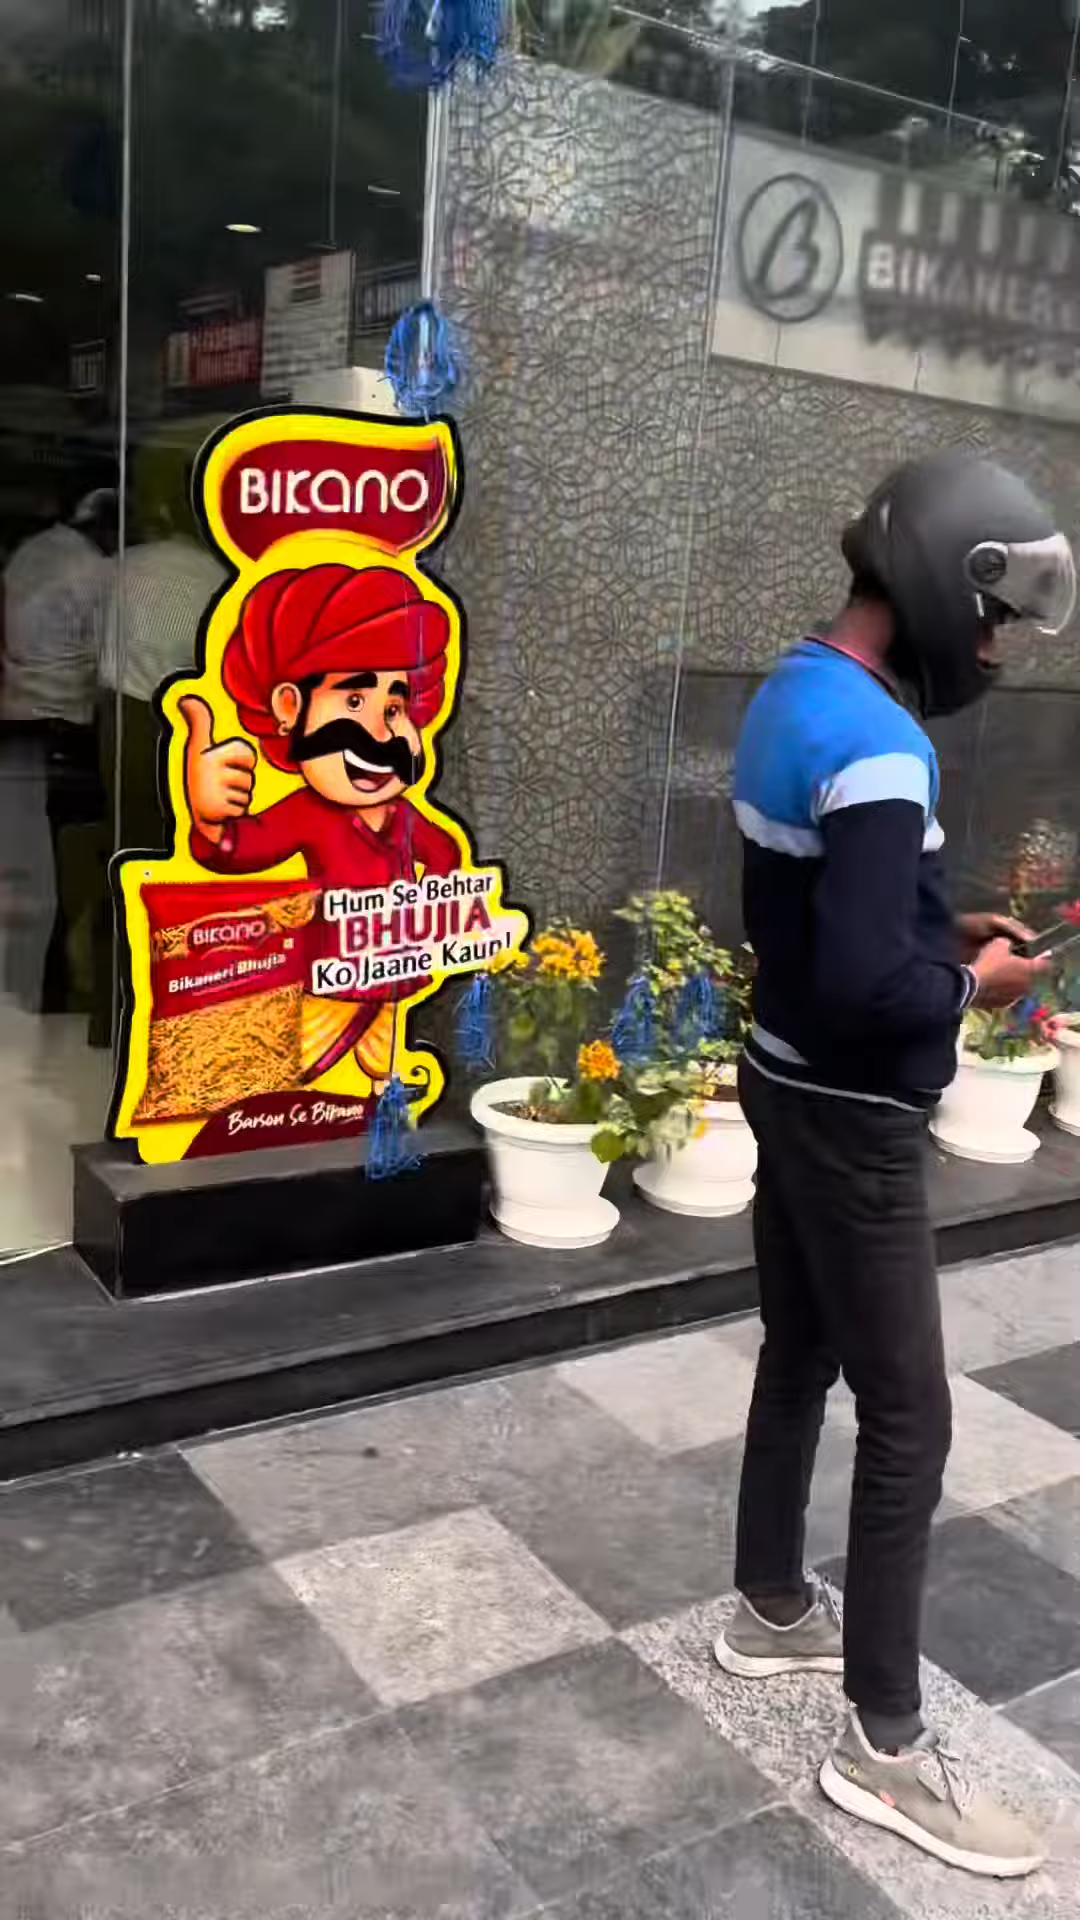 BIKANO
Hum Se Behtar
BHUJIA
Ko Jaane Kaun!
BIKANO
Bikaneri Bhujia
Barson Se Bikano
B
BIKANER